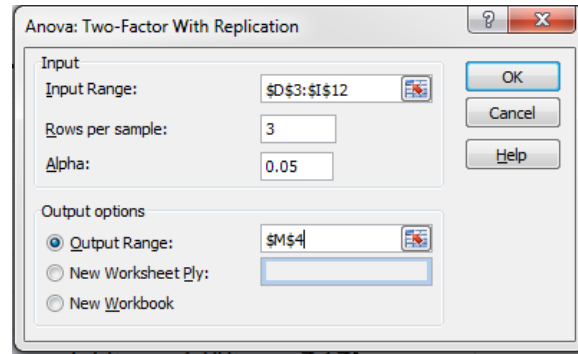 Anova: Two-Factor With Replication
Input
Input Range: $D$3:$I$12
Rows per sample: 3
Alpha: 0.05
OK
Cancel
Help
Output options
Output Range: $M$4
New Worksheet Ply:
New Workbook